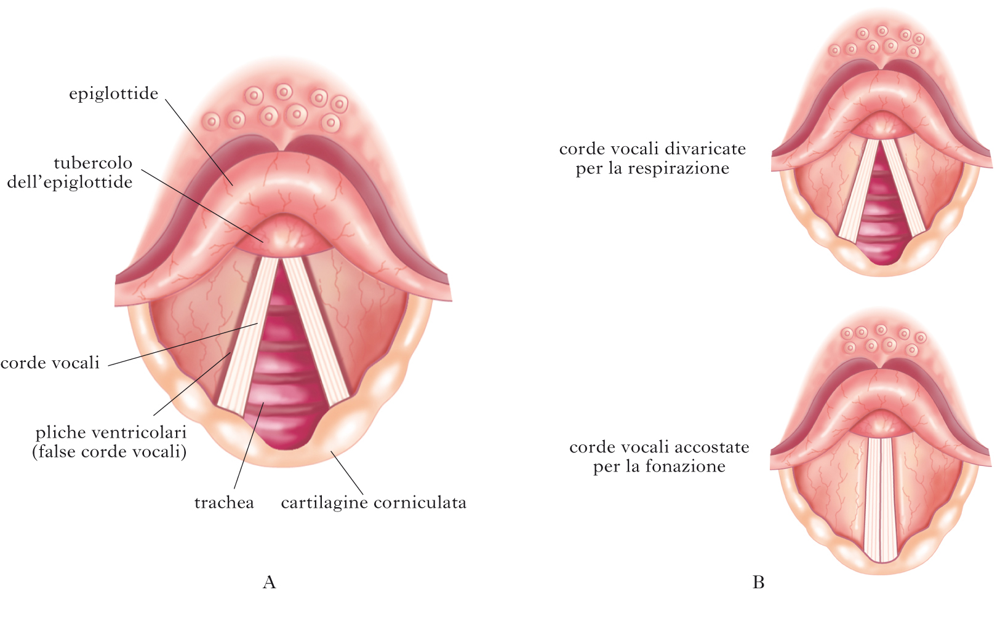 epiglottide
tubercolo
dell’epiglottide
corde vocali
pliche ventricolari
(false corde vocali)
trachea
cartilagine corniculata
A
corde vocali divaricate
per la respirazione
corde vocali accostate
per la fonazione
B